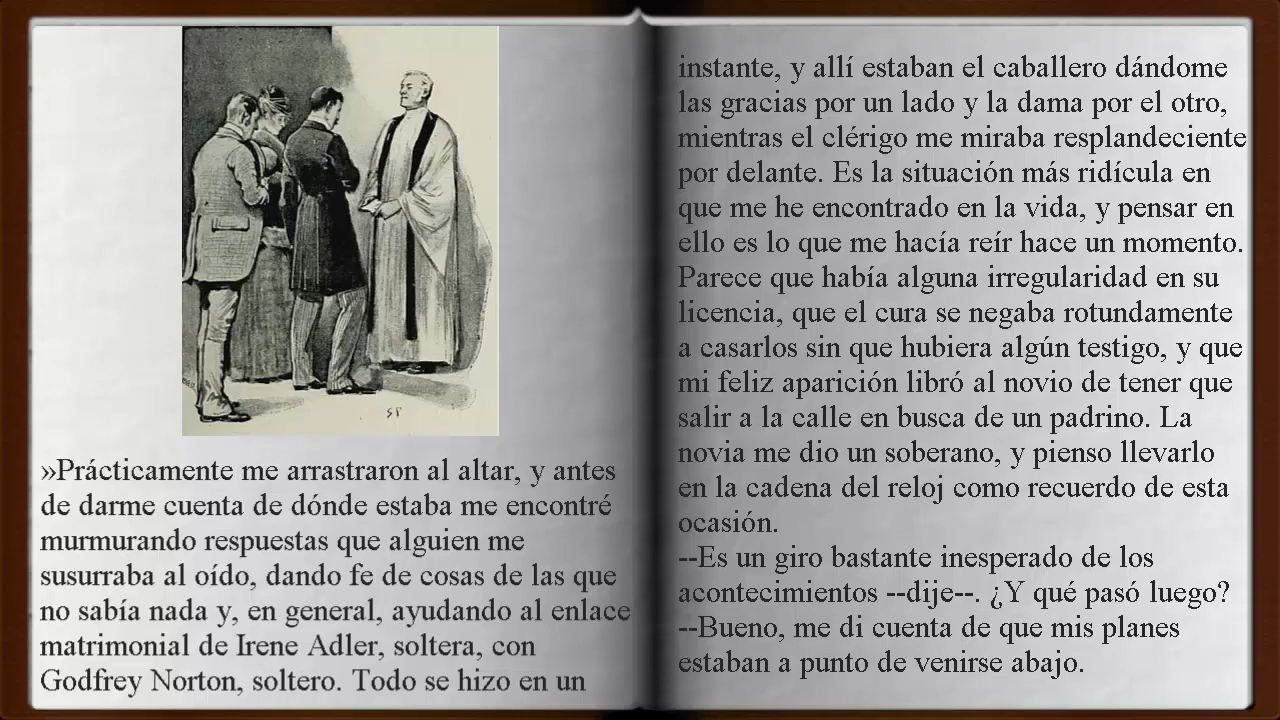 SP
»Prácticamente me arrastraron al altar, y antes
de darme cuenta de dónde estaba me encontré
murmurando respuestas que alguien me
susurraba al oído, dando fe de cosas de las que
no sabía nada y, en general, ayudando al enlace
matrimonial de Irene Adler, soltera, con
Godfrey Norton, soltero. Todo se hizo en un
instante, y allí estaban el caballero dándome
las gracias por un lado y la dama por el otro,
mientras el clérigo me miraba resplandeciente
por delante. Es la situación más ridícula en
que me he encontrado en la vida, y pensar en
ello es lo que me hacía reír hace un momento.
Parece que había alguna irregularidad en su
licencia, que el cura se negaba rotundamente
a casarlos sin que hubiera algún testigo, y que
mi feliz aparición libró al novio de tener que
salir a la calle en busca de un padrino. La
novia me dio un soberano, y pienso llevarlo
en la cadena del reloj como recuerdo de esta
ocasión.
--Es un giro bastante inesperado de los
acontecimientos --dije--. ¿Y qué pasó luego?
--Bueno, me di cuenta de que mis planes
estaban a punto de venirse abajo.